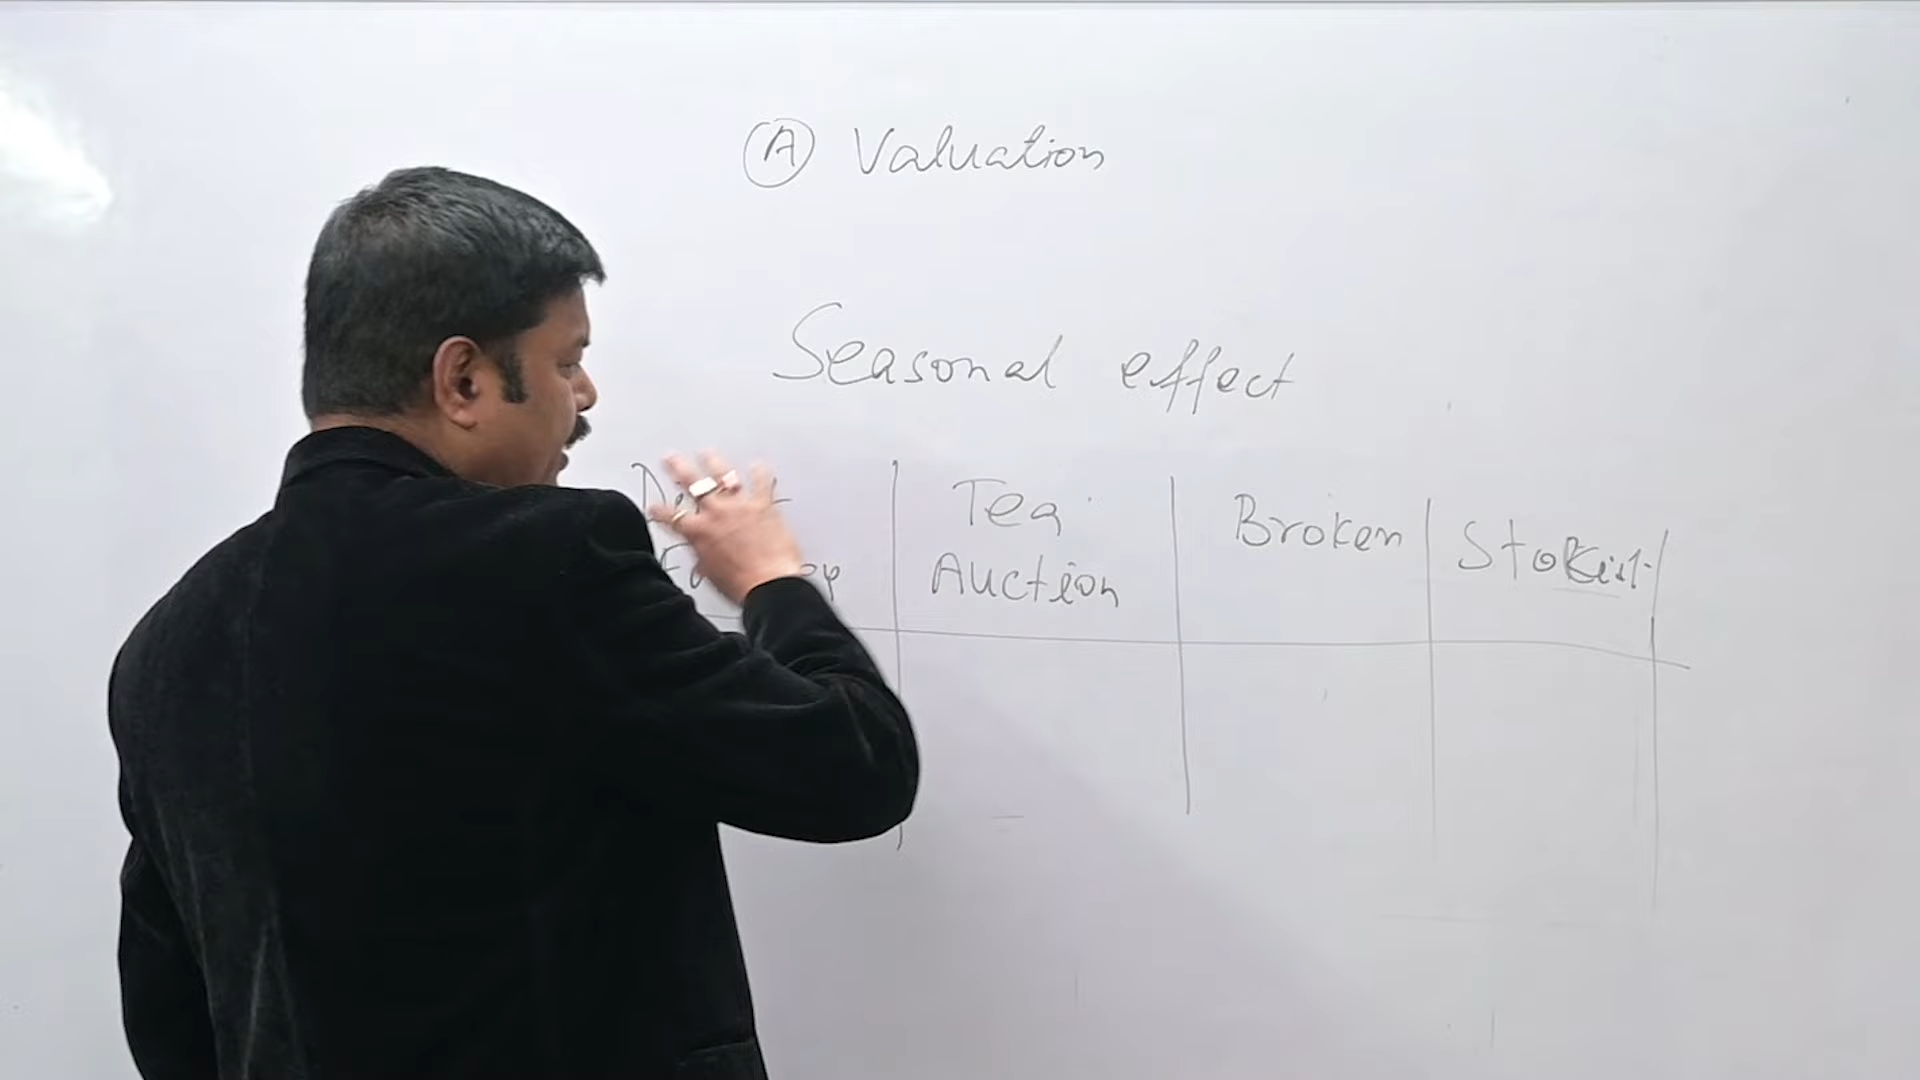 Ⓐ Valuation
Seasonal effect
Tea
Auction
Broken
Stokist